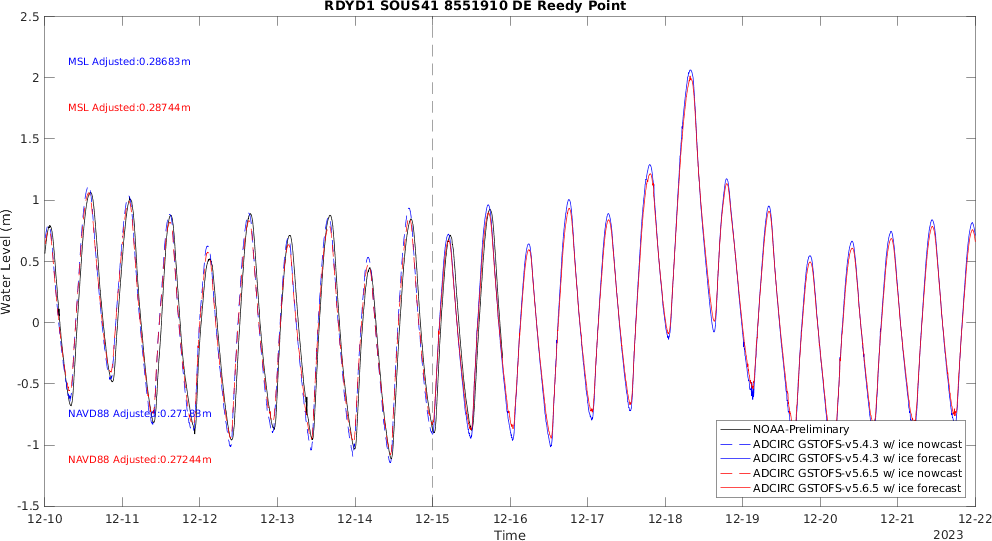 RDYD1 SOUS41 8551910 DE Reedy Point
2.5
2
1.5
1
0.5
0
-0.5
-1
-1.5
Water Level (m)
MSL Adjusted:0.28683m
MSL Adjusted:0.28744m
NAVD88 Adjusted:0.27183m
NAVD88 Adjusted:0.27244m
NOAA-Preliminary
ADCIRC GSTOFS-v5.4.3 w/ ice nowcast
ADCIRC GSTOFS-v5.4.3 w/ ice forecast
ADCIRC GSTOFS-v5.6.5 w/ ice nowcast
ADCIRC GSTOFS-v5.6.5 w/ ice forecast
12-10 12-11 12-12 12-13 12-14 12-15 12-16 12-17 12-18 12-19 12-20 12-21 12-22
Time
2023